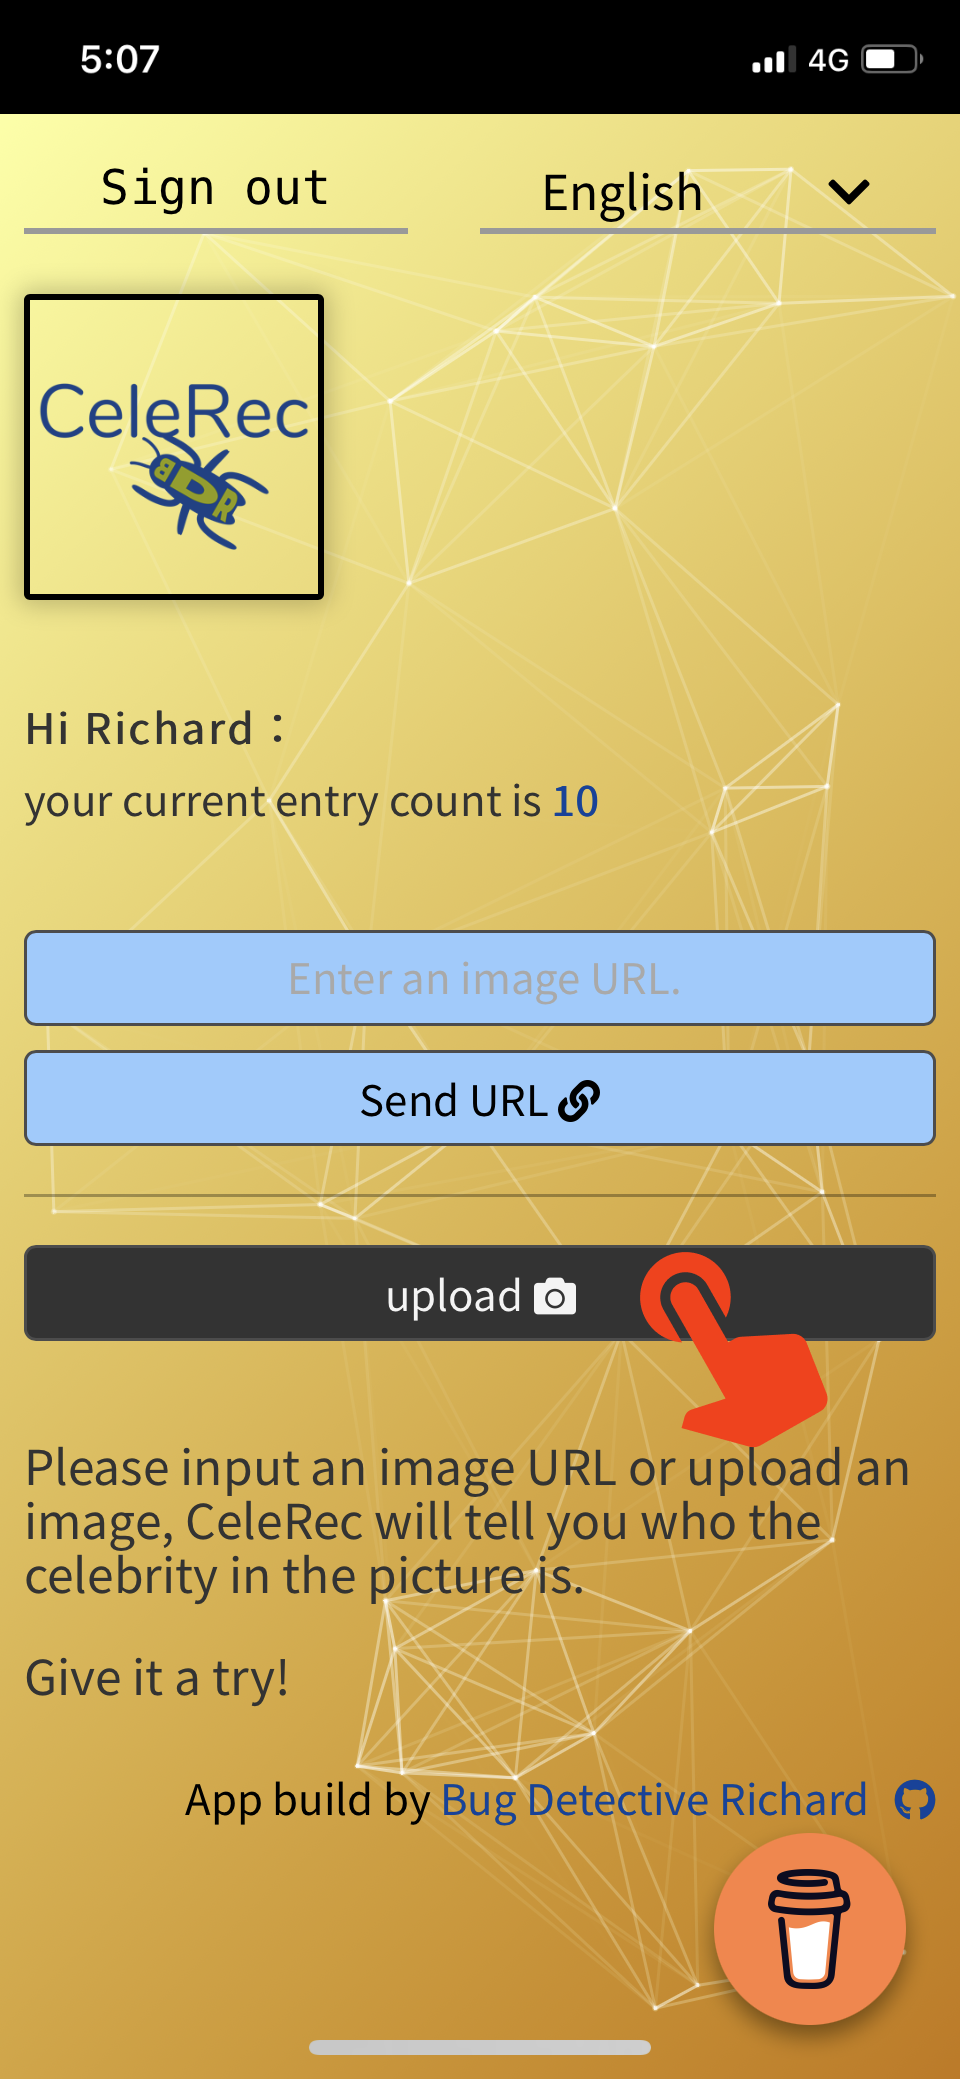 5:07
4G
Sign out
English
CeleRec
BDR
Hi Richard：
your current entry count is 10
Enter an image URL.
Send URL
upload
Please input an image URL or upload an
image, CeleRec will tell you who the
celebrity in the picture is.
Give it a try!
App build by Bug Detective Richard